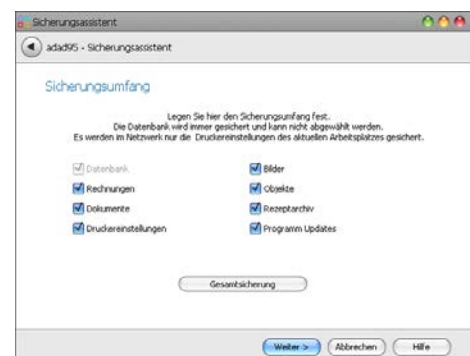 Sicherungsassistent
adad95 - Sicherungsassistent
Sicherungsumfang
Legen Sie hier den Sicherungsumfang fest.
Die Datenbank wird immer gesichert und kann nicht abgewählt werden.
Es werden im Netzwerk nur die Druckereinstellungen des aktuellen Arbeitsplatzes gesichert.
Datenbank
Bilder
Rechnungen
Objekte
Dokumente
Rezeptarchiv
Druckereinstellungen
Programm Updates
Gesamtsicherung
Weiter >
Abbrechen
Hilfe